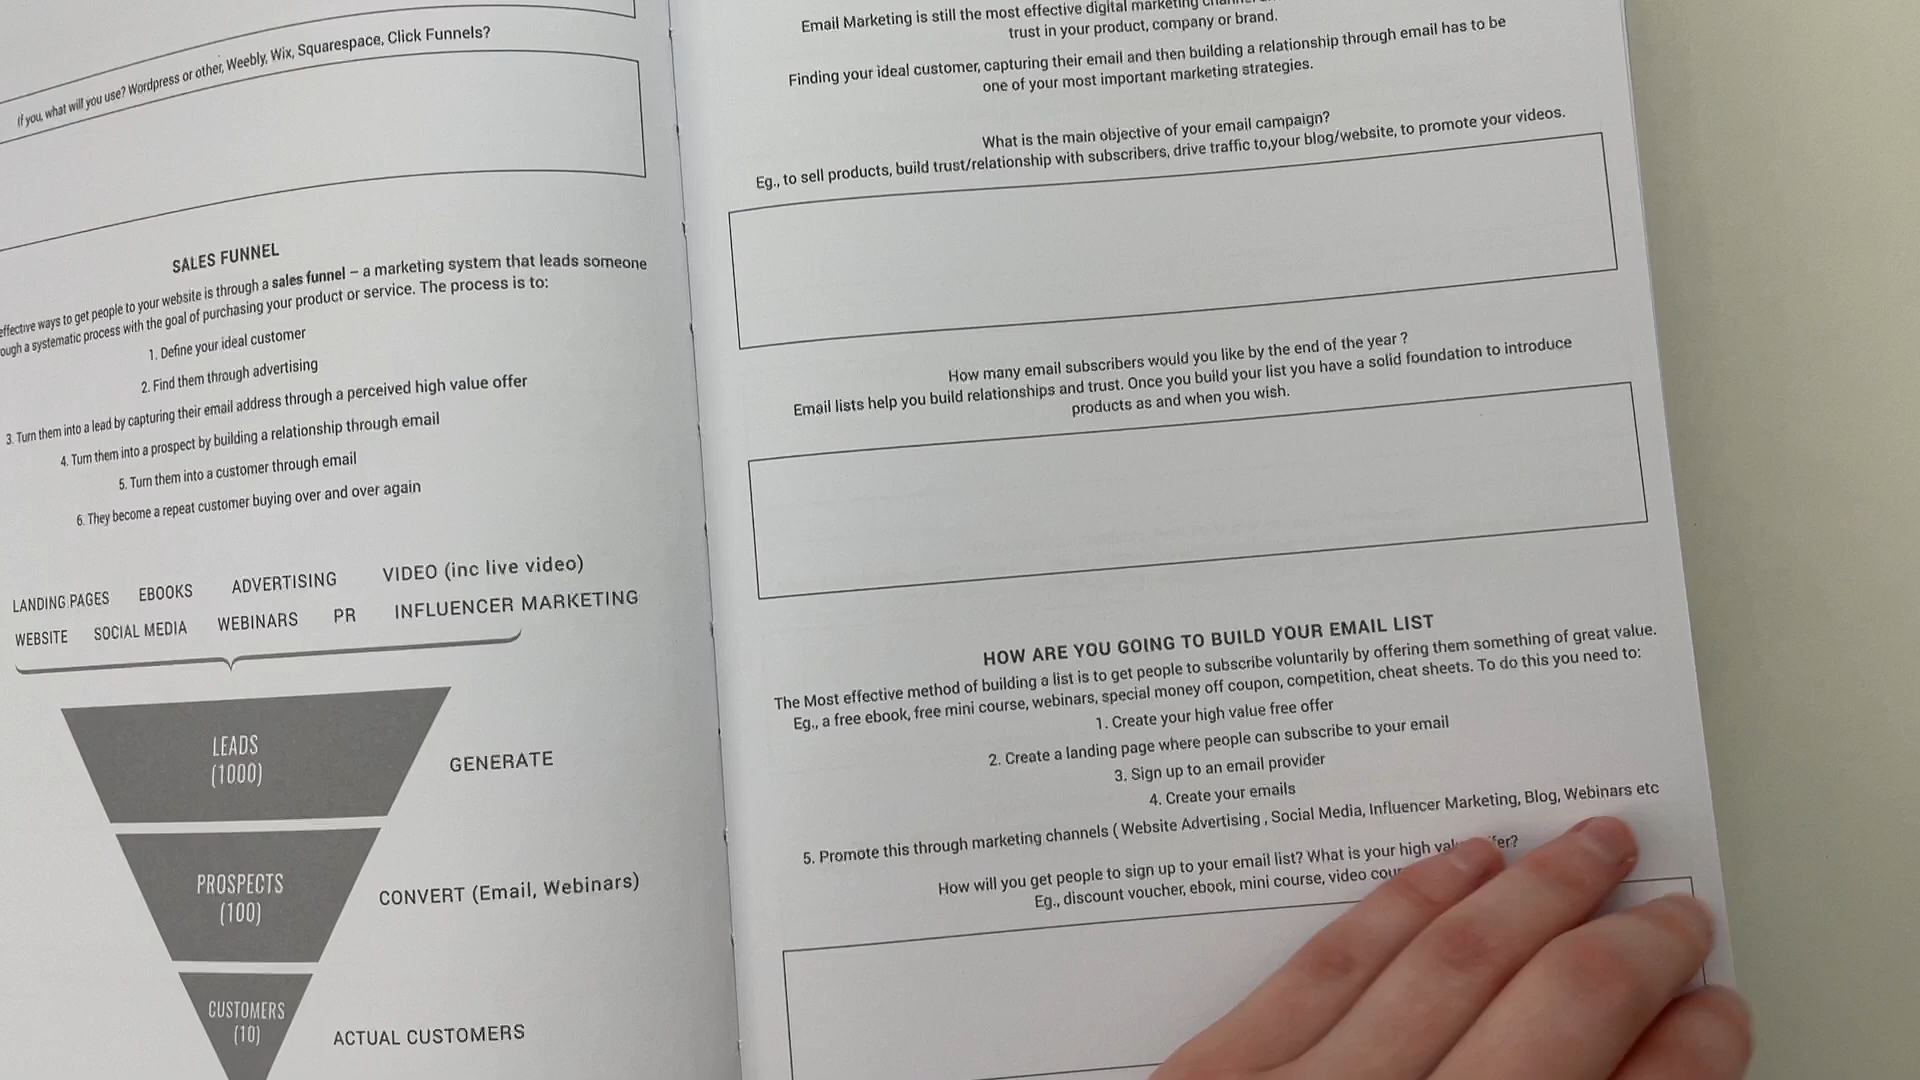 If you, what will you use? Wordpress or other, Weebly, Wix, Squarespace, Click Funnels?
SALES FUNNEL
effective ways to get people to your website is through a sales funnel – a marketing system that leads someone
ough a systematic process with the goal of purchasing your product or service. The process is to:
1. Define your ideal customer
2. Find them through advertising
3. Turn them into a lead by capturing their email address through a perceived high value offer
4. Turn them into a prospect by building a relationship through email
5. Turn them into a customer through email
6. They become a repeat customer buying over and over again
LANDING PAGES EBOOKS ADVERTISING VIDEO (inc live video)
WEBSITE SOCIAL MEDIA WEBINARS PR INFLUENCER MARKETING
LEADS
(1000)
GENERATE
PROSPECTS
(100)
CONVERT (Email, Webinars)
CUSTOMERS
(10)
ACTUAL CUSTOMERS
Email Marketing is still the most effective digital marketing
trust in your product, company or brand.
Finding your ideal customer, capturing their email and then building a relationship through email has to be
one of your most important marketing strategies.
What is the main objective of your email campaign?
Eg., to sell products, build trust/relationship with subscribers, drive traffic to,your blog/website, to promote your videos.
How many email subscribers would you like by the end of the year ?
Email lists help you build relationships and trust. Once you build your list you have a solid foundation to introduce
products as and when you wish.
HOW ARE YOU GOING TO BUILD YOUR EMAIL LIST
The Most effective method of building a list is to get people to subscribe voluntarily by offering them something of great value.
Eg., a free ebook, free mini course, webinars, special money off coupon, competition, cheat sheets. To do this you need to:
1. Create your high value free offer
2. Create a landing page where people can subscribe to your email
3. Sign up to an email provider
4. Create your emails
5. Promote this through marketing channels ( Website Advertising , Social Media, Influencer Marketing, Blog, Webinars etc
How will you get people to sign up to your email list? What is your high
Eg., discount voucher, ebook, mini course, video